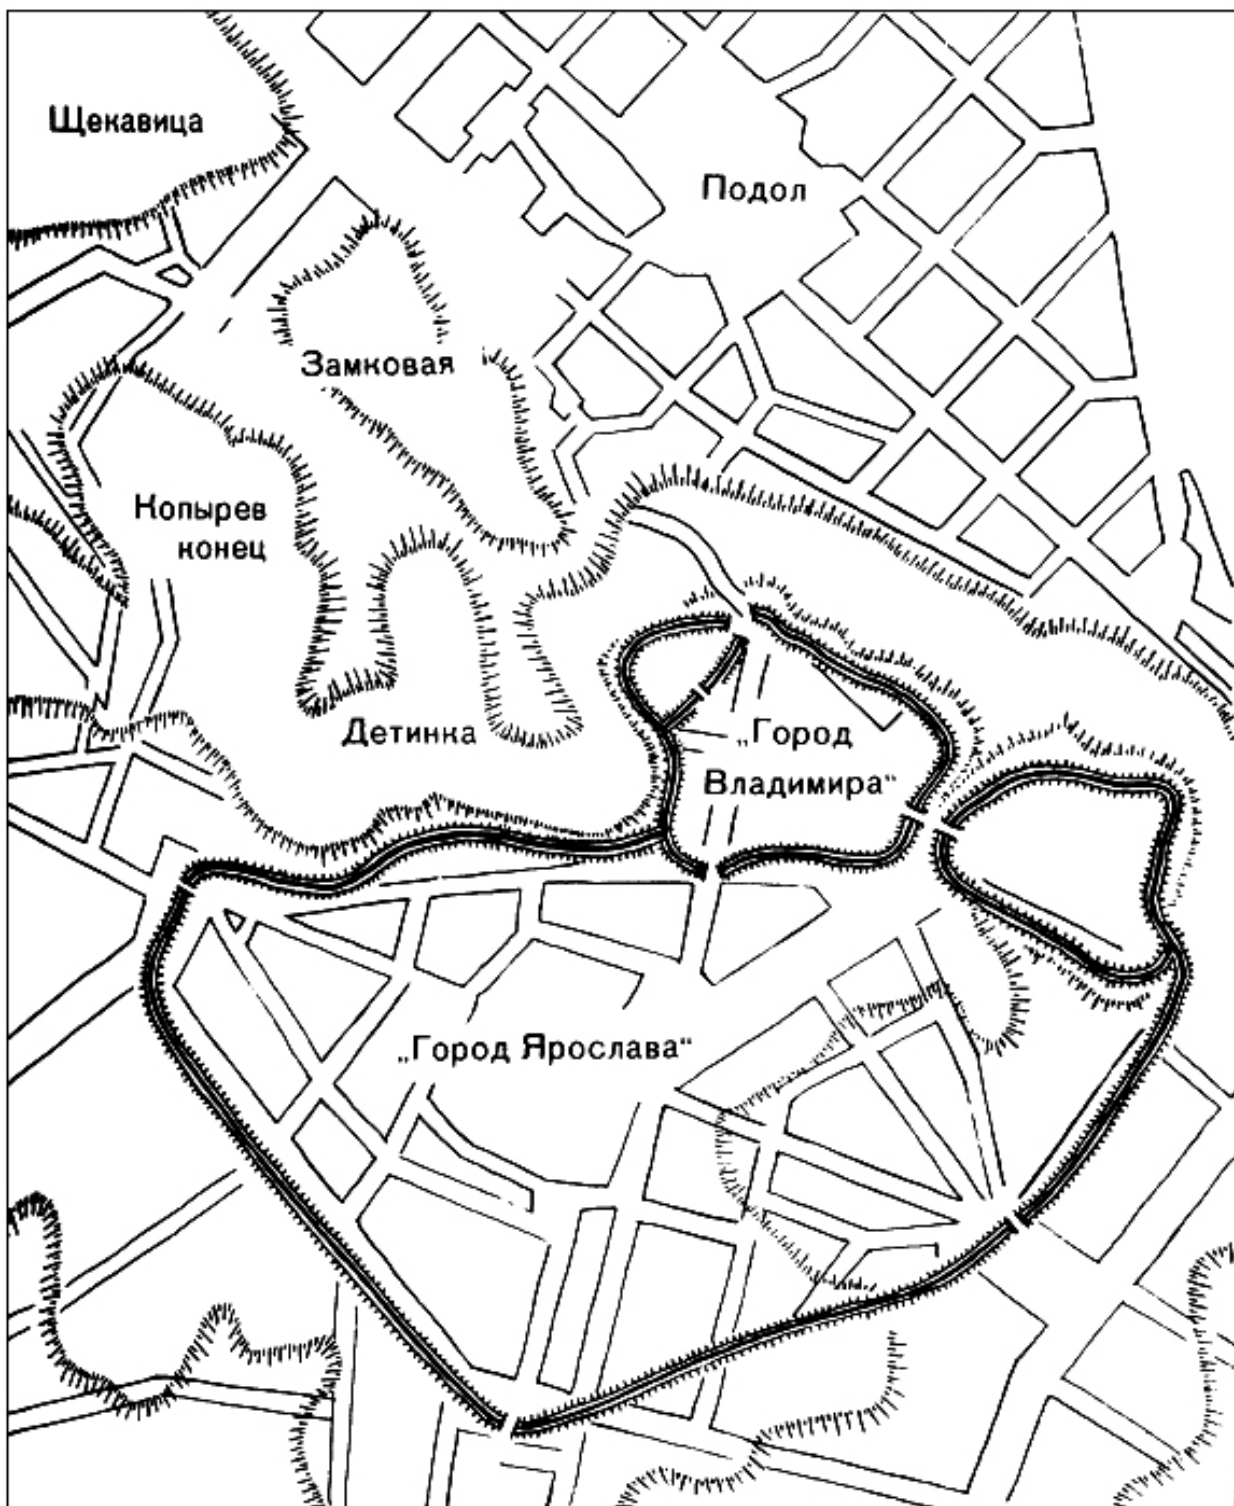 Щекавица
Подол
Замковая
Копырев
конец
Детинка
„Город
Владимира“
„Город Ярослава“